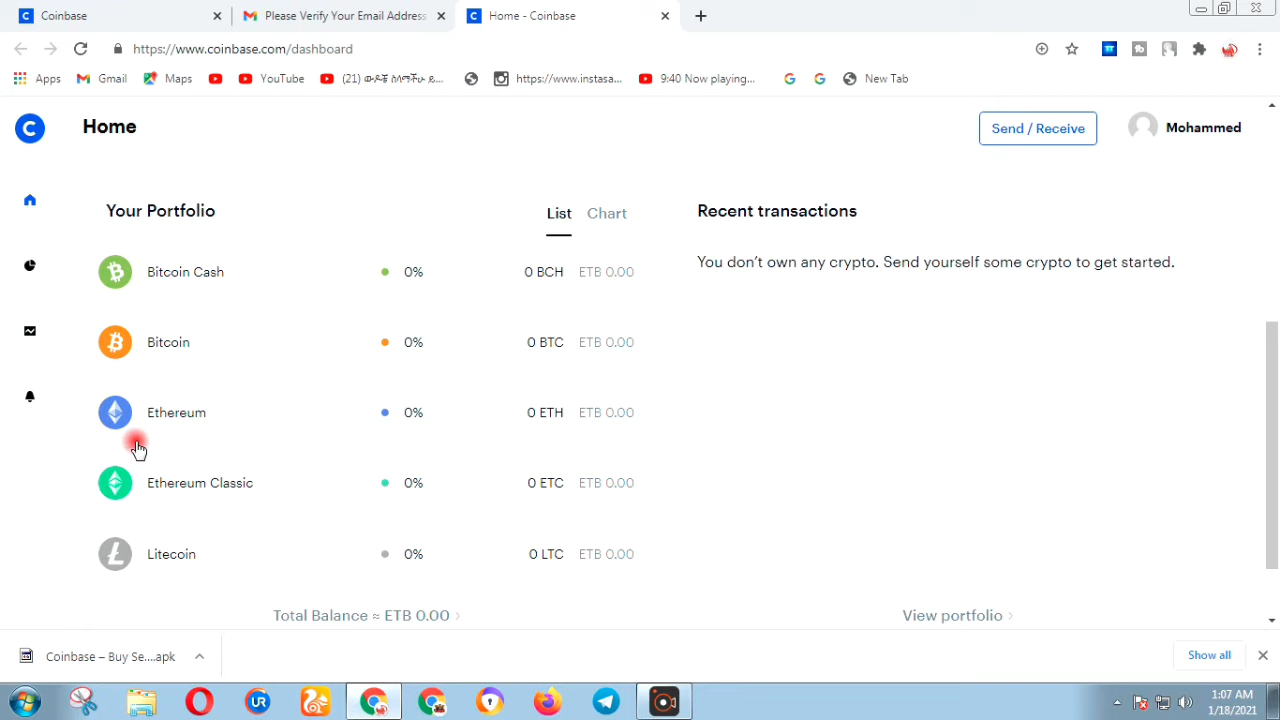 Coinbase
Please Verify Your Email Address
Home - Coinbase
https://www.coinbase.com/dashboard
Apps
Gmail
Maps
YouTube
(21)
https://www.instasa...
9:40 Now playing...
New Tab
Home
Send / Receive
Mohammed
Your Portfolio
List
Chart
Bitcoin Cash
0%
0 BCH
ETB 0.00
Bitcoin
0%
0 BTC
ETB 0.00
Ethereum
0%
0 ETH
ETB 0.00
Ethereum Classic
0%
0 ETC
ETB 0.00
Litecoin
0%
0 LTC
ETB 0.00
Total Balance ≈ ETB 0.00
Recent transactions
You don’t own any crypto. Send yourself some crypto to get started.
View portfolio
Coinbase – Buy Se....apk
Show all
UR
1:07 AM
1/18/2021